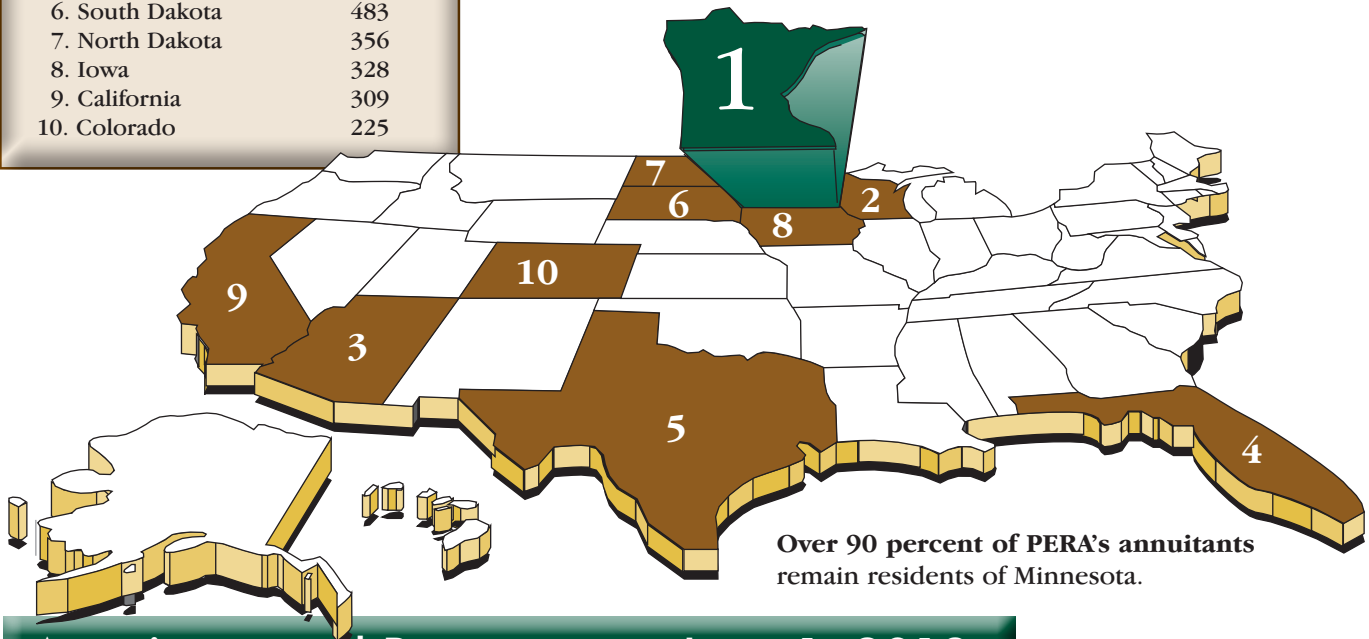 6. South Dakota 483
7. North Dakota 356
8. Iowa 328
9. California 309
10. Colorado 225
1
7
6
2
8
10
9
3
5
4
Over 90 percent of PERA's annuitants
remain residents of Minnesota.